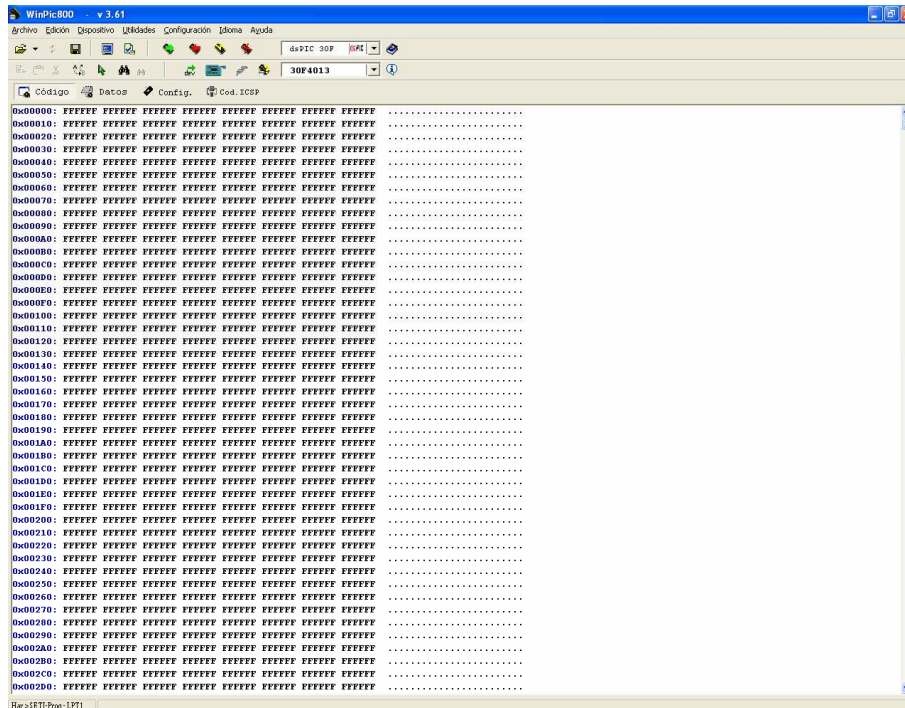 WinPic800 - v 3.61
Archivo Edición Dispositivo Utilidades Configuración Idioma Ayuda
dsPIC 30F
30F4013
Código Datos Config. Cod.ICSP
0x00000: FFFFFF FFFFFF FFFFFF FFFFFF FFFFFF FFFFFF FFFFFF FFFFFF ........................
0x00010: FFFFFF FFFFFF FFFFFF FFFFFF FFFFFF FFFFFF FFFFFF FFFFFF ........................
0x00020: FFFFFF FFFFFF FFFFFF FFFFFF FFFFFF FFFFFF FFFFFF FFFFFF ........................
0x00030: FFFFFF FFFFFF FFFFFF FFFFFF FFFFFF FFFFFF FFFFFF FFFFFF ........................
0x00040: FFFFFF FFFFFF FFFFFF FFFFFF FFFFFF FFFFFF FFFFFF FFFFFF ........................
0x00050: FFFFFF FFFFFF FFFFFF FFFFFF FFFFFF FFFFFF FFFFFF FFFFFF ........................
0x00060: FFFFFF FFFFFF FFFFFF FFFFFF FFFFFF FFFFFF FFFFFF FFFFFF ........................
0x00070: FFFFFF FFFFFF FFFFFF FFFFFF FFFFFF FFFFFF FFFFFF FFFFFF ........................
0x00080: FFFFFF FFFFFF FFFFFF FFFFFF FFFFFF FFFFFF FFFFFF FFFFFF ........................
0x00090: FFFFFF FFFFFF FFFFFF FFFFFF FFFFFF FFFFFF FFFFFF FFFFFF ........................
0x000A0: FFFFFF FFFFFF FFFFFF FFFFFF FFFFFF FFFFFF FFFFFF FFFFFF ........................
0x000B0: FFFFFF FFFFFF FFFFFF FFFFFF FFFFFF FFFFFF FFFFFF FFFFFF ........................
0x000C0: FFFFFF FFFFFF FFFFFF FFFFFF FFFFFF FFFFFF FFFFFF FFFFFF ........................
0x000D0: FFFFFF FFFFFF FFFFFF FFFFFF FFFFFF FFFFFF FFFFFF FFFFFF ........................
0x000E0: FFFFFF FFFFFF FFFFFF FFFFFF FFFFFF FFFFFF FFFFFF FFFFFF ........................
0x000F0: FFFFFF FFFFFF FFFFFF FFFFFF FFFFFF FFFFFF FFFFFF FFFFFF ........................
0x00100: FFFFFF FFFFFF FFFFFF FFFFFF FFFFFF FFFFFF FFFFFF FFFFFF ........................
0x00110: FFFFFF FFFFFF FFFFFF FFFFFF FFFFFF FFFFFF FFFFFF FFFFFF ........................
0x00120: FFFFFF FFFFFF FFFFFF FFFFFF FFFFFF FFFFFF FFFFFF FFFFFF ........................
0x00130: FFFFFF FFFFFF FFFFFF FFFFFF FFFFFF FFFFFF FFFFFF FFFFFF ........................
0x00140: FFFFFF FFFFFF FFFFFF FFFFFF FFFFFF FFFFFF FFFFFF FFFFFF ........................
0x00150: FFFFFF FFFFFF FFFFFF FFFFFF FFFFFF FFFFFF FFFFFF FFFFFF ........................
0x00160: FFFFFF FFFFFF FFFFFF FFFFFF FFFFFF FFFFFF FFFFFF FFFFFF ........................
0x00170: FFFFFF FFFFFF FFFFFF FFFFFF FFFFFF FFFFFF FFFFFF FFFFFF ........................
0x00180: FFFFFF FFFFFF FFFFFF FFFFFF FFFFFF FFFFFF FFFFFF FFFFFF ........................
0x00190: FFFFFF FFFFFF FFFFFF FFFFFF FFFFFF FFFFFF FFFFFF FFFFFF ........................
0x001A0: FFFFFF FFFFFF FFFFFF FFFFFF FFFFFF FFFFFF FFFFFF FFFFFF ........................
0x001B0: FFFFFF FFFFFF FFFFFF FFFFFF FFFFFF FFFFFF FFFFFF FFFFFF ........................
0x001C0: FFFFFF FFFFFF FFFFFF FFFFFF FFFFFF FFFFFF FFFFFF FFFFFF ........................
0x001D0: FFFFFF FFFFFF FFFFFF FFFFFF FFFFFF FFFFFF FFFFFF FFFFFF ........................
0x001E0: FFFFFF FFFFFF FFFFFF FFFFFF FFFFFF FFFFFF FFFFFF FFFFFF ........................
0x001F0: FFFFFF FFFFFF FFFFFF FFFFFF FFFFFF FFFFFF FFFFFF FFFFFF ........................
0x00200: FFFFFF FFFFFF FFFFFF FFFFFF FFFFFF FFFFFF FFFFFF FFFFFF ........................
0x00210: FFFFFF FFFFFF FFFFFF FFFFFF FFFFFF FFFFFF FFFFFF FFFFFF ........................
0x00220: FFFFFF FFFFFF FFFFFF FFFFFF FFFFFF FFFFFF FFFFFF FFFFFF ........................
0x00230: FFFFFF FFFFFF FFFFFF FFFFFF FFFFFF FFFFFF FFFFFF FFFFFF ........................
0x00240: FFFFFF FFFFFF FFFFFF FFFFFF FFFFFF FFFFFF FFFFFF FFFFFF ........................
0x00250: FFFFFF FFFFFF FFFFFF FFFFFF FFFFFF FFFFFF FFFFFF FFFFFF ........................
0x00260: FFFFFF FFFFFF FFFFFF FFFFFF FFFFFF FFFFFF FFFFFF FFFFFF ........................
0x00270: FFFFFF FFFFFF FFFFFF FFFFFF FFFFFF FFFFFF FFFFFF FFFFFF ........................
0x00280: FFFFFF FFFFFF FFFFFF FFFFFF FFFFFF FFFFFF FFFFFF FFFFFF ........................
0x00290: FFFFFF FFFFFF FFFFFF FFFFFF FFFFFF FFFFFF FFFFFF FFFFFF ........................
0x002A0: FFFFFF FFFFFF FFFFFF FFFFFF FFFFFF FFFFFF FFFFFF FFFFFF ........................
0x002B0: FFFFFF FFFFFF FFFFFF FFFFFF FFFFFF FFFFFF FFFFFF FFFFFF ........................
0x002C0: FFFFFF FFFFFF FFFFFF FFFFFF FFFFFF FFFFFF FFFFFF FFFFFF ........................
0x002D0: FFFFFF FFFFFF FFFFFF FFFFFF FFFFFF FFFFFF FFFFFF FFFFFF ........................